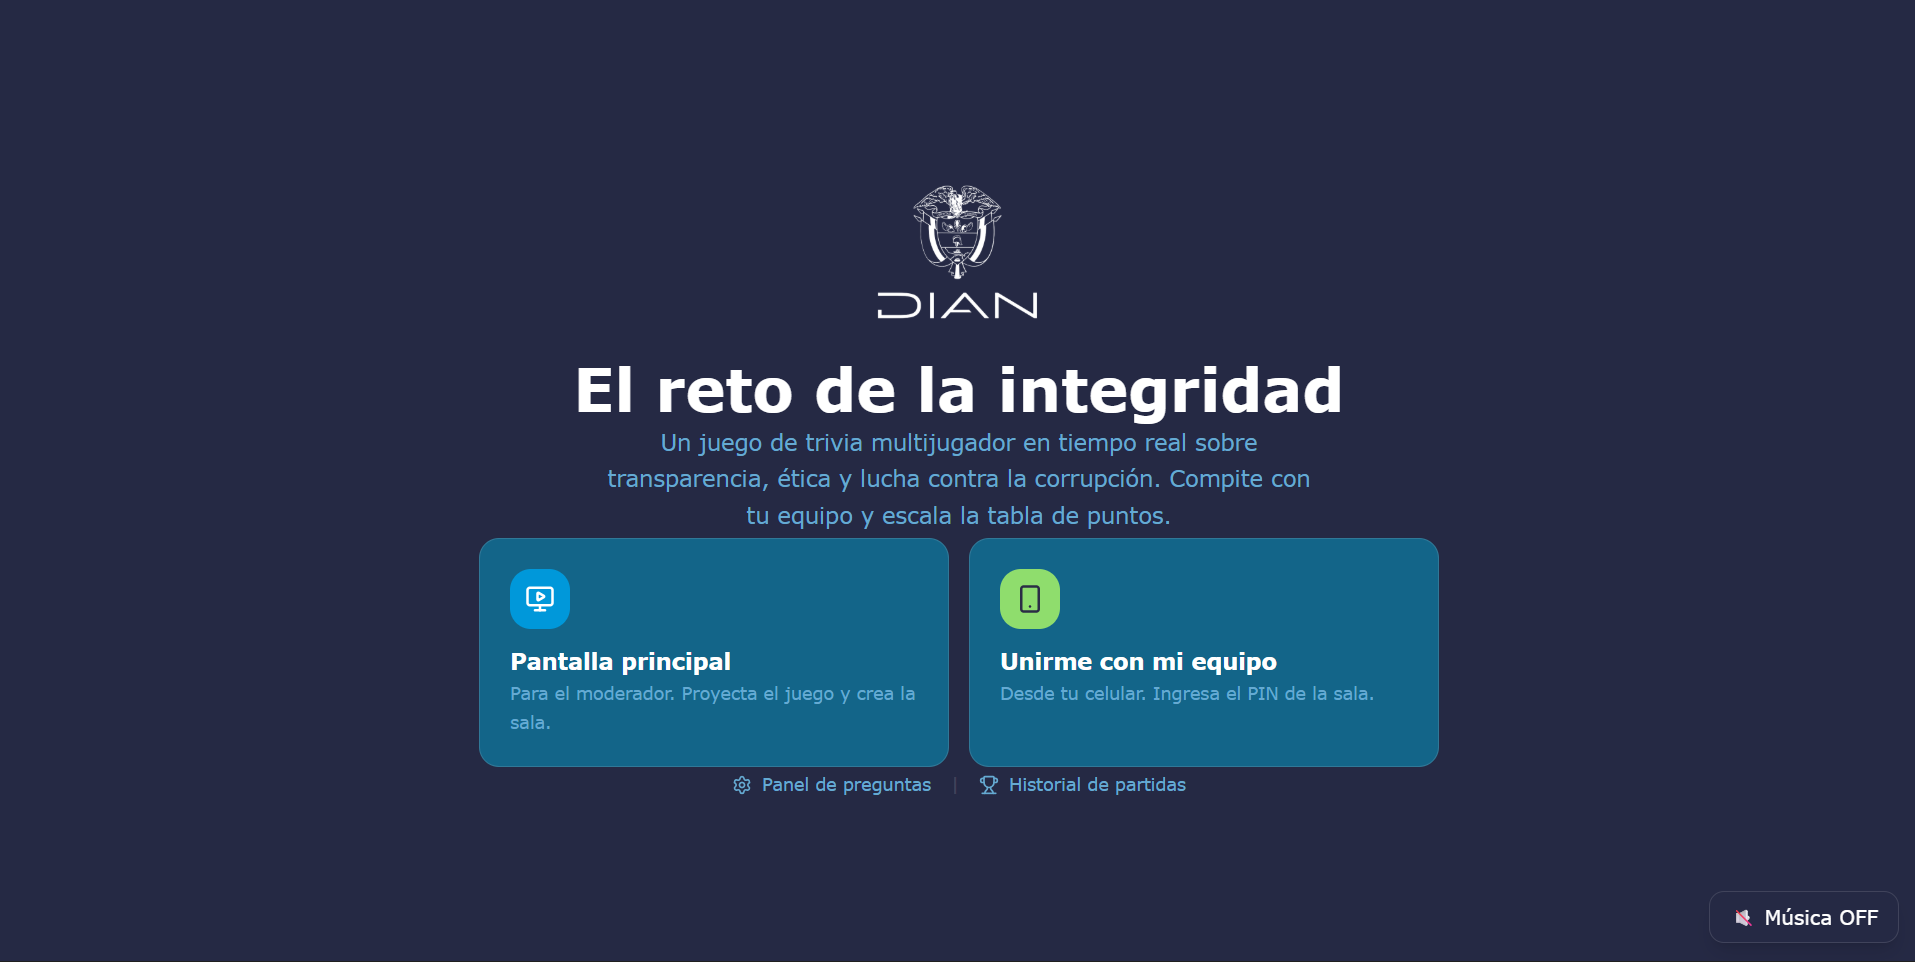 DIAN
El reto de la integridad
Un juego de trivia multijugador en tiempo real sobre
transparencia, ética y lucha contra la corrupción. Compite con
tu equipo y escala la tabla de puntos.
Pantalla principal
Para el moderador. Proyecta el juego y crea la
sala.
Unirme con mi equipo
Desde tu celular. Ingresa el PIN de la sala.
Panel de preguntas | Historial de partidas
Música OFF